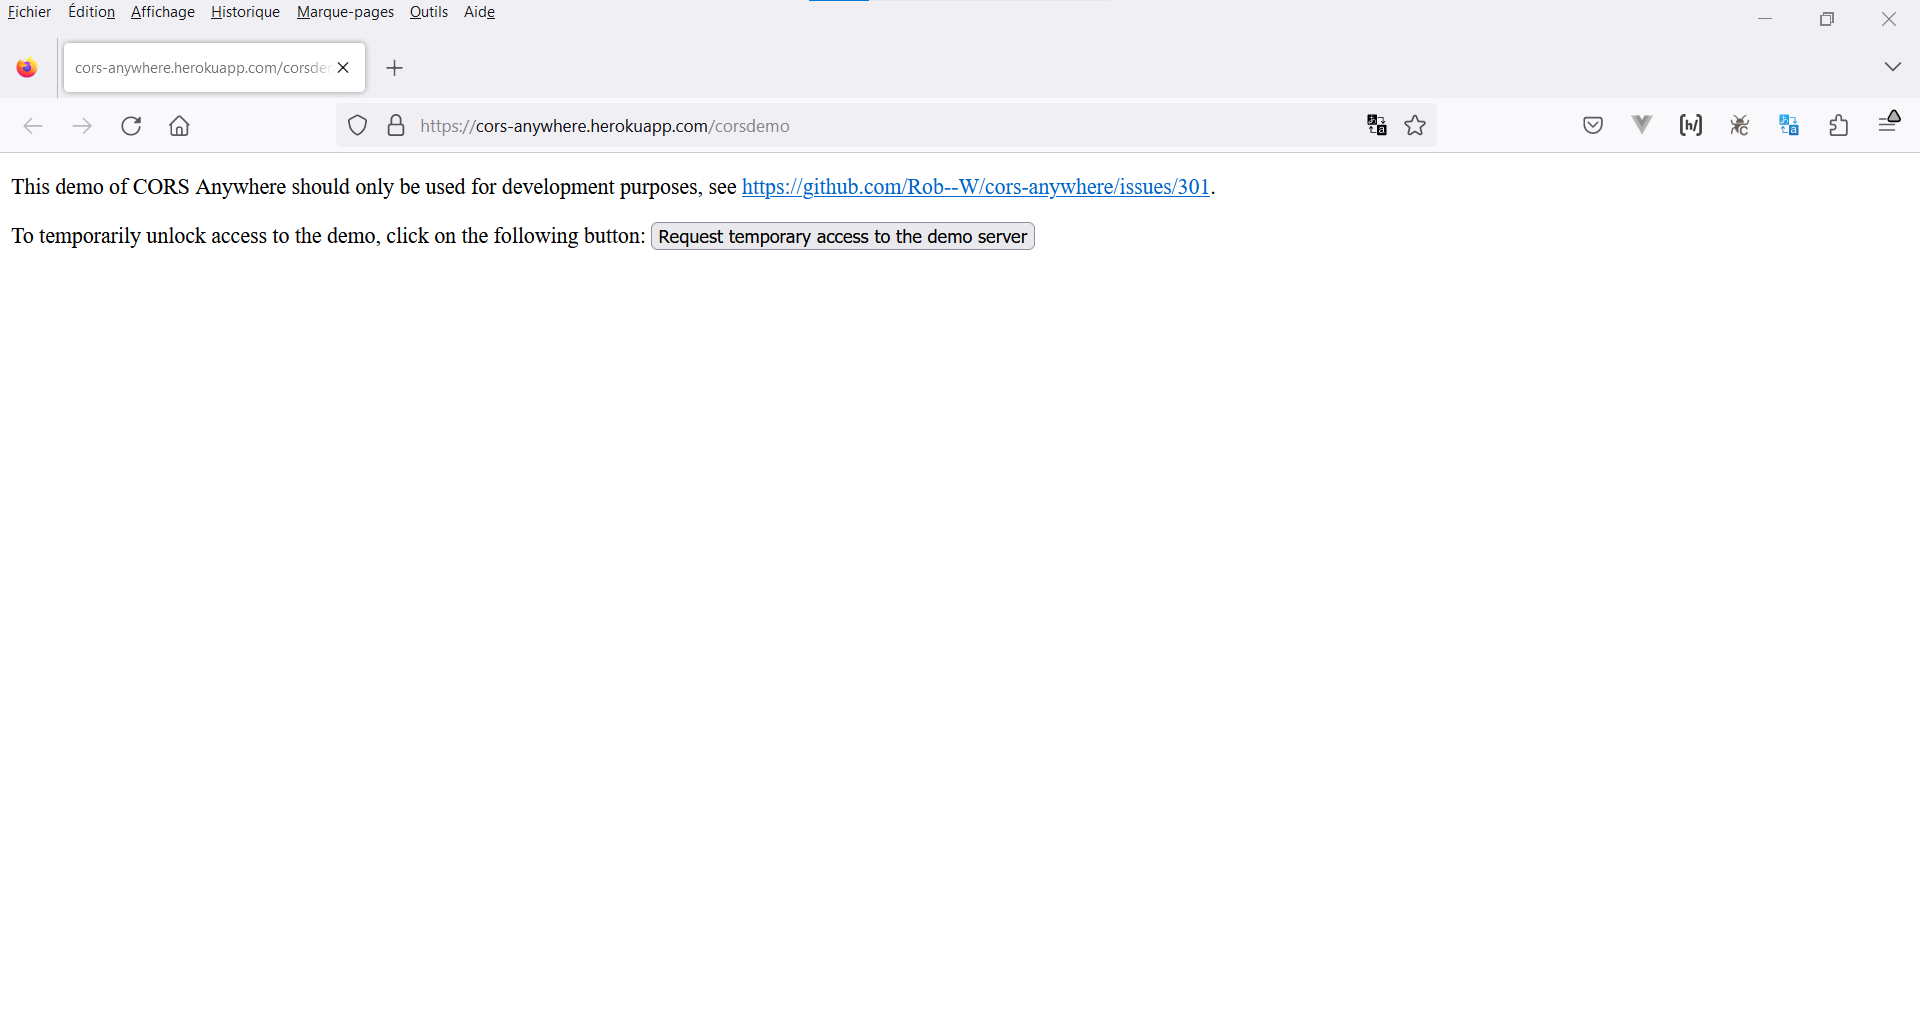 Fichier Édition Affichage Historique Marque-pages Outils Aide
cors-anywhere.herokuapp.com/corsde
https://cors-anywhere.herokuapp.com/corsdemo
This demo of CORS Anywhere should only be used for development purposes, see https://github.com/Rob--W/cors-anywhere/issues/301.
To temporarily unlock access to the demo, click on the following button: Request temporary access to the demo server